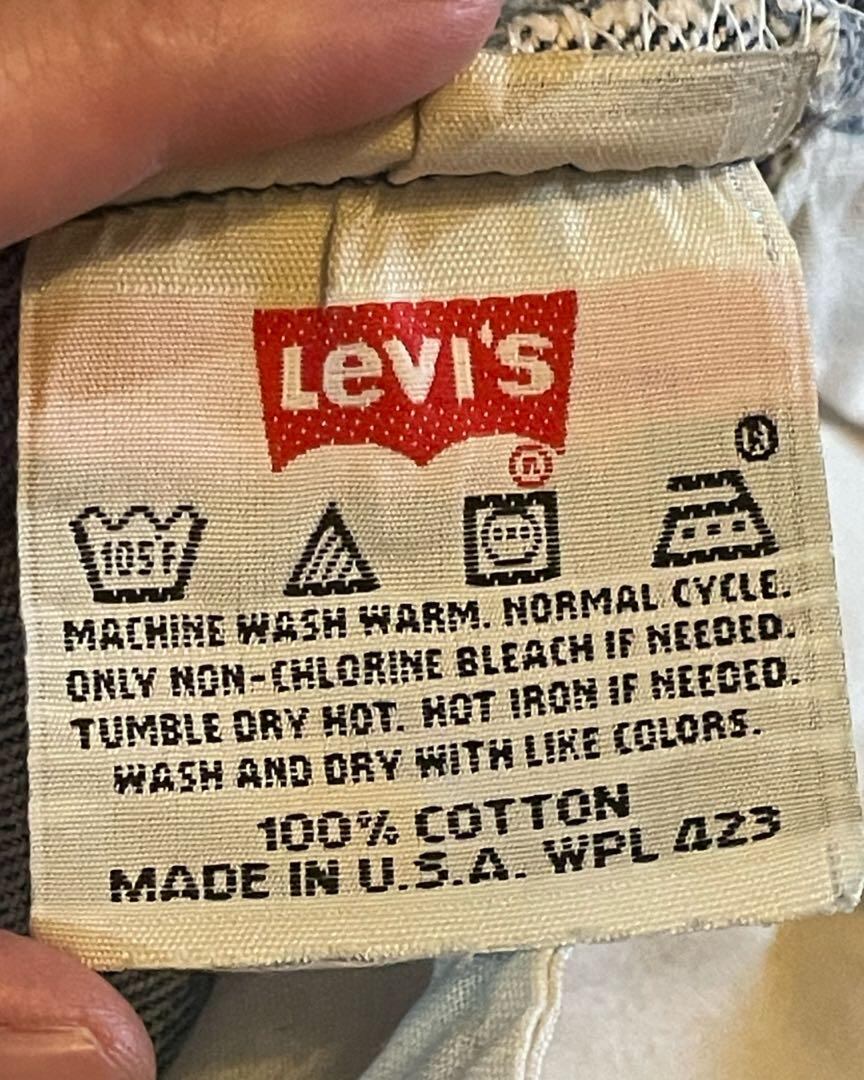 LEVI'S
®
105°F
MACHINE WASH WARM. NORMAL CYCLE.
ONLY NON-CHLORINE BLEACH IF NEEDED.
TUMBLE DRY HOT. HOT IRON IF NEEDED.
WASH AND DRY WITH LIKE COLORS.
100% COTTON
MADE IN U.S.A. WPL 423